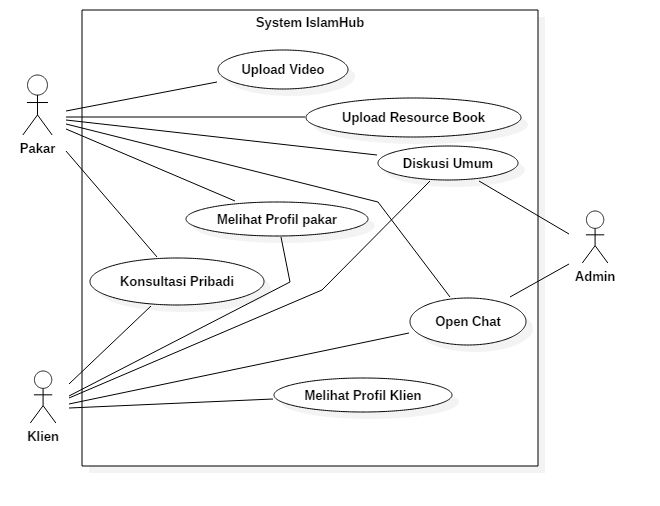 System IslamHub
Upload Video
Upload Resource Book
Pakar
Diskusi Umum
Melihat Profil pakar
Admin
Konsultasi Pribadi
Open Chat
Melihat Profil Klien
Klien